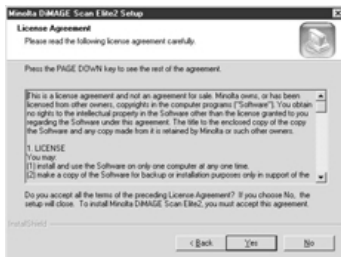 Minolta DiMAGE Scan Elite2 Setup
License Agreement
Please read the following license agreement carefully.
Press the PAGE DOWN key to see the rest of the agreement.
This is a license agreement and not an agreement for sale. Minolta owns, or has been
licensed from other owners, copyrights in the computer programs ("Software"). You obtain
no rights to the intellectual property in the Software other than the license granted to you
regarding the Software under this agreement. The title to the enclosed copy of the copy
the Software and any copy made from it is retained by Minolta or such other owners.
1. LICENSE
You may:
(1) install and use the Software on only one computer at any one time.
(2) make a copy of the Software for backup or installation purposes only in support of the
Do you accept all the terms of the preceding License Agreement? If you choose No, the
setup will close. To install Minolta DiMAGE Scan Elite2, you must accept this agreement.
InstallShield
< Back
Yes
No